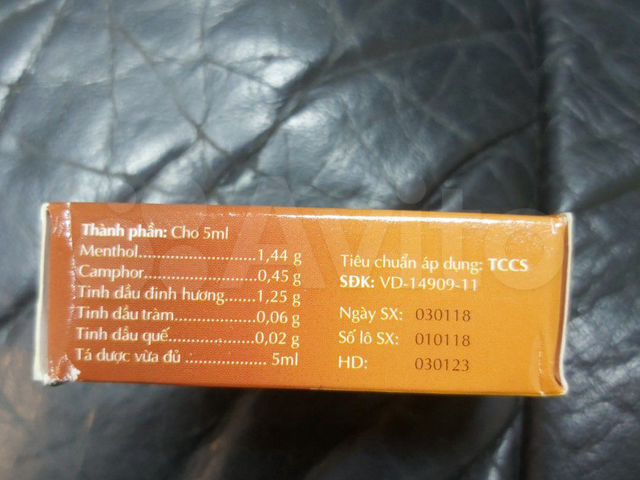 Thành phần: Cho 5ml
Menthol.....................1,44 g
Camphor....................0,45 g
Tinh dầu đinh hương....1,25 g
Tinh dầu tràm..............0,06 g
Tinh dầu quế...............0,02 g
Tá dược vừa đủ ............... 5ml
Tiêu chuẩn áp dụng: TCCS
SĐK: VD-14909-11
Ngày SX: 030118
Số lô SX: 010118
HD: 030123
Avito